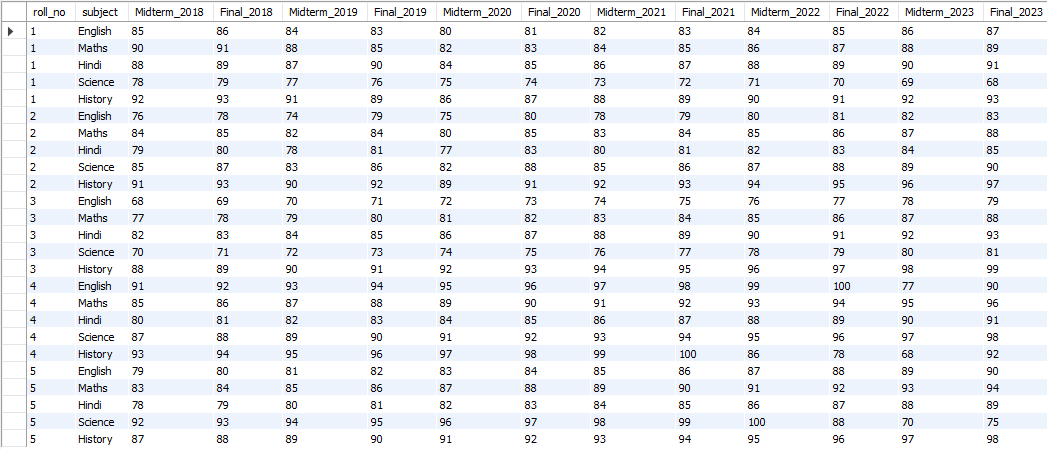 roll_no subject Midterm_2018 Final_2018 Midterm_2019 Final_2019 Midterm_2020 Final_2020 Midterm_2021 Final_2021 Midterm_2022 Final_2022 Midterm_2023 Final_2023
1 English 85 86 84 83 80 81 82 83 84 85 86 87
1 Maths 90 91 88 85 82 83 84 85 86 87 88 89
1 Hindi 88 89 87 90 84 85 86 87 88 89 90 91
1 Science 78 79 77 76 75 74 73 72 71 70 69 68
1 History 92 93 91 89 86 87 88 89 90 91 92 93
2 English 76 78 74 79 75 80 78 79 80 81 82 83
2 Maths 84 85 82 84 80 85 83 84 85 86 87 88
2 Hindi 79 80 78 81 77 83 80 81 82 83 84 85
2 Science 85 87 83 86 82 88 85 86 87 88 89 90
2 History 91 93 90 92 89 91 92 93 94 95 96 97
3 English 68 69 70 71 72 73 74 75 76 77 78 79
3 Maths 77 78 79 80 81 82 83 84 85 86 87 88
3 Hindi 82 83 84 85 86 87 88 89 90 91 92 93
3 Science 70 71 72 73 74 75 76 77 78 79 80 81
3 History 88 89 90 91 92 93 94 95 96 97 98 99
4 English 91 92 93 94 95 96 97 98 99 100 77 90
4 Maths 85 86 87 88 89 90 91 92 93 94 95 96
4 Hindi 80 81 82 83 84 85 86 87 88 89 90 91
4 Science 87 88 89 90 91 92 93 94 95 96 97 98
4 History 93 94 95 96 97 98 99 100 86 78 68 92
5 English 79 80 81 82 83 84 85 86 87 88 89 90
5 Maths 83 84 85 86 87 88 89 90 91 92 93 94
5 Hindi 78 79 80 81 82 83 84 85 86 87 88 89
5 Science 92 93 94 95 96 97 98 99 100 88 70 75
5 History 87 88 89 90 91 92 93 94 95 96 97 98